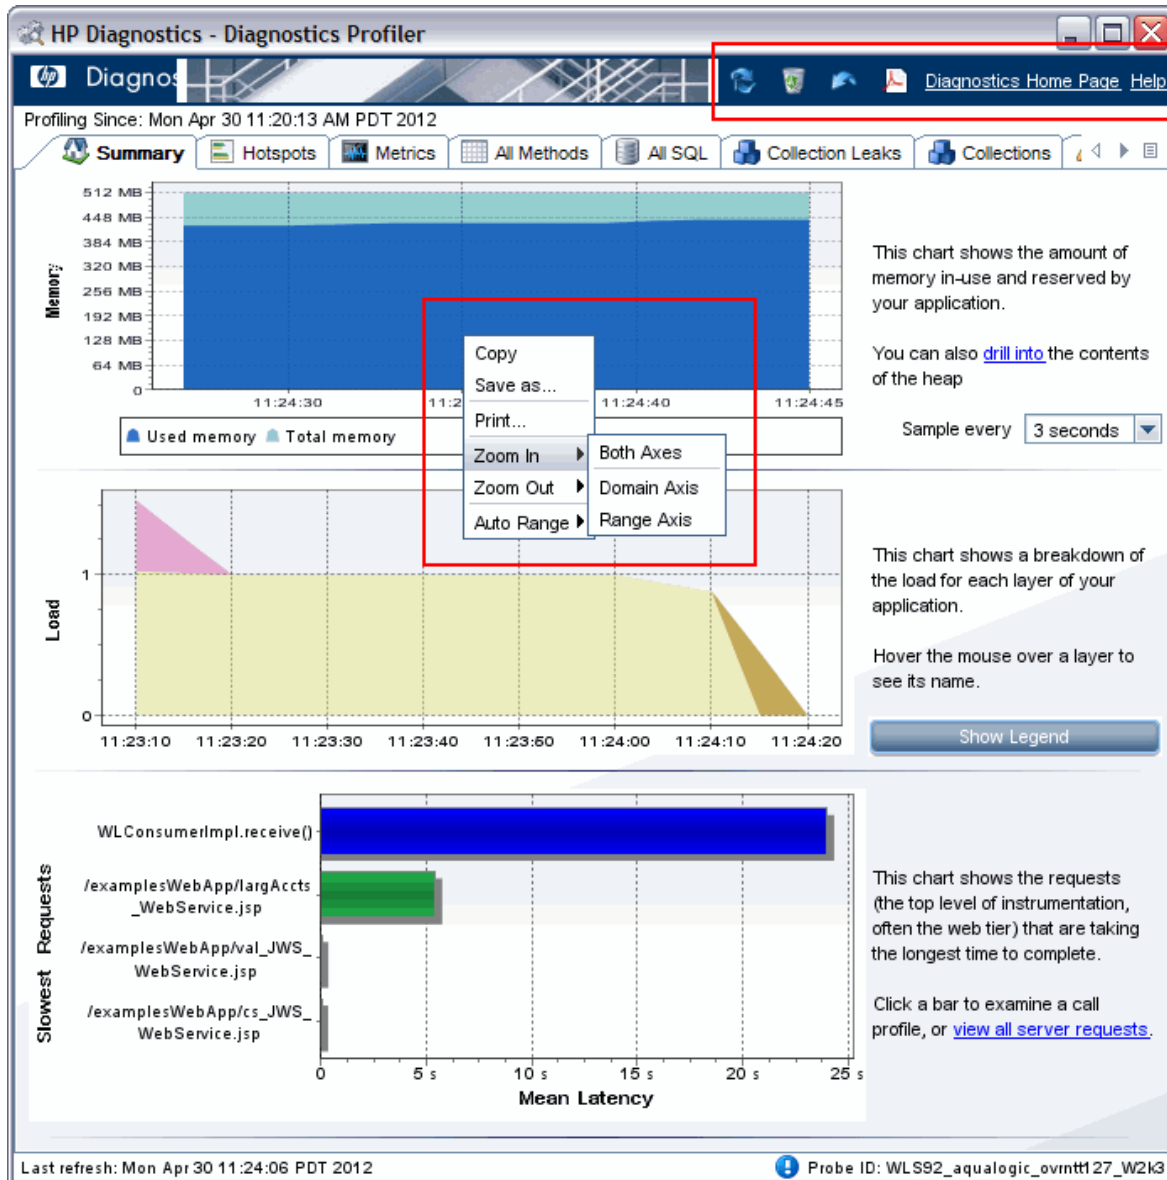 HP Diagnostics - Diagnostics Profiler
hp Diagnos
Diagnostics Home Page Help
Profiling Since: Mon Apr 30 11:20:13 AM PDT 2012
Summary Hotspots Metrics All Methods All SQL Collection Leaks Collections
Memory
512 MB
448 MB
384 MB
320 MB
256 MB
192 MB
128 MB
64 MB
0
11:24:30 11:2 11:24:40 11:24:45
Used memory Total memory
This chart shows the amount of
memory in-use and reserved by
your application.
You can also drill into the contents
of the heap
Sample every 3 seconds
Copy
Save as...
Print...
Zoom In
Zoom Out
Auto Range
Both Axes
Domain Axis
Range Axis
Load
1
0
11:23:10 11:23:20 11:23:30 11:23:40 11:23:50 11:24:00 11:24:10 11:24:20
This chart shows a breakdown of
the load for each layer of your
application.
Hover the mouse over a layer to
see its name.
Show Legend
Slowest Requests
WLConsumerImpl.receive()
/examplesWebApp/largAccts
_WebService.jsp
/examplesWebApp/val_JWS_
WebService.jsp
/examplesWebApp/cs_JWS_
WebService.jsp
0 5 s 10 s 15 s 20 s 25 s
Mean Latency
This chart shows the requests
(the top level of instrumentation,
often the web tier) that are taking
the longest time to complete.
Click a bar to examine a call
profile, or view all server requests.
Last refresh: Mon Apr 30 11:24:06 PDT 2012
Probe ID: WLS92_aqualogic_ovrntt127_W2k3